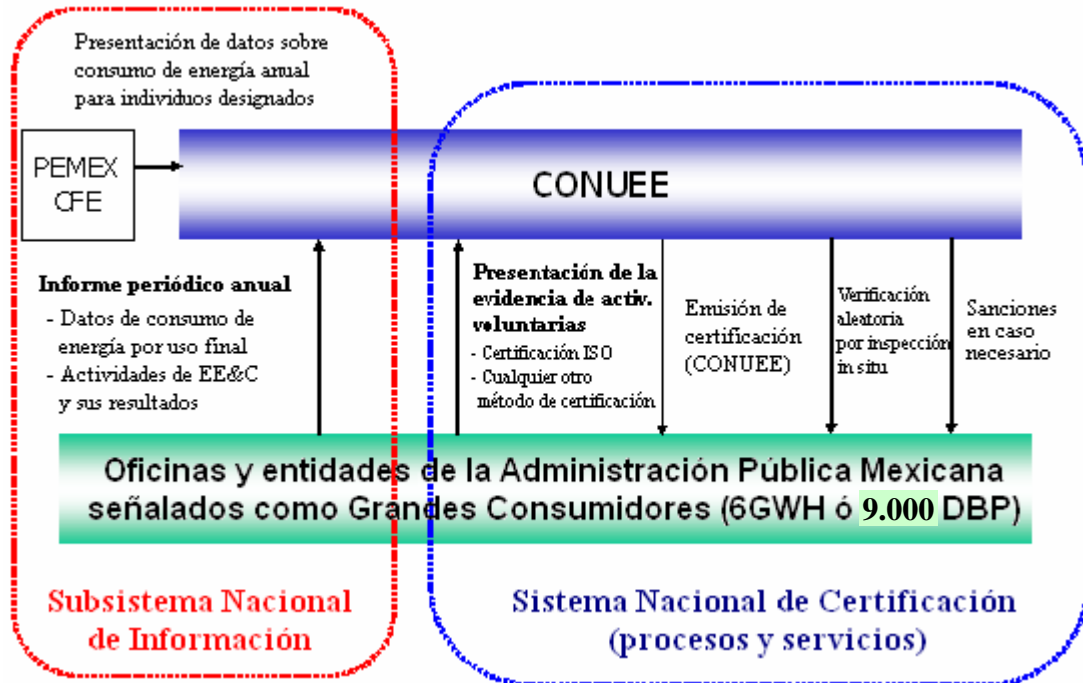 Presentación de datos sobre
consumo de energía anual
para individuos designados
PEMEX
CFE
CONUEE
Informe periódico anual
- Datos de consumo de
energía por uso final
- Actividades de EE&C
y sus resultados
Presentación de la
evidencia de activ.
voluntarias
- Certificación ISO
- Cualquier otro
método de certificación
Emisión de
certificación
(CONUEE)
Verificación
aleatoria
por inspección
in situ
Sanciones
en caso
necesario
Oficinas y entidades de la Administración Pública Mexicana
señalados como Grandes Consumidores (6GWH ó 9.000 DBP)
Subsistema Nacional
de Información
Sistema Nacional de Certificación
(procesos y servicios)